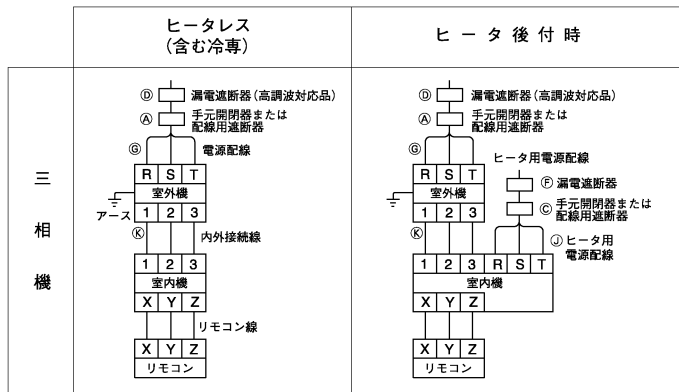 ヒータレス
(含む冷専)
ヒータ後付時
三相機
Ⓓ 漏電遮断器(高調波対応品)
Ⓐ 手元開閉器または
配線用遮断器
Ⓖ 電源配線
R S T
室外機
アース
1 2 3
Ⓚ 内外接続線
1 2 3
室内機
X Y Z
リモコン線
X Y Z
リモコン
Ⓓ 漏電遮断器(高調波対応品)
Ⓐ 手元開閉器または
配線用遮断器
Ⓖ
R S T
室外機
1 2 3
Ⓚ
ヒータ用電源配線
Ⓕ 漏電遮断器
Ⓒ 手元開閉器または
配線用遮断器
Ⓙ ヒータ用
電源配線
1 2 3 R S T
室内機
X Y Z
X Y Z
リモコン